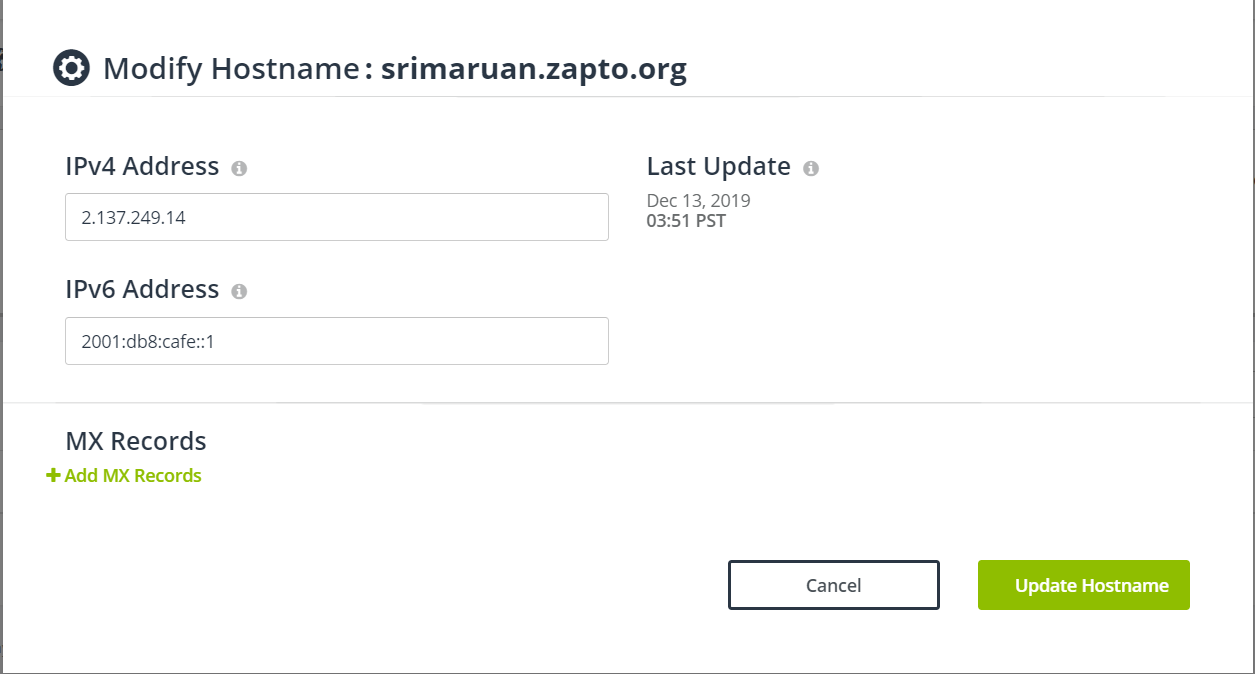 Modify Hostname: srimaruan.zapto.org
IPv4 Address
2.137.249.14
Last Update
Dec 13, 2019
03:51 PST
IPv6 Address
2001:db8:cafe::1
MX Records
+ Add MX Records
Cancel
Update Hostname